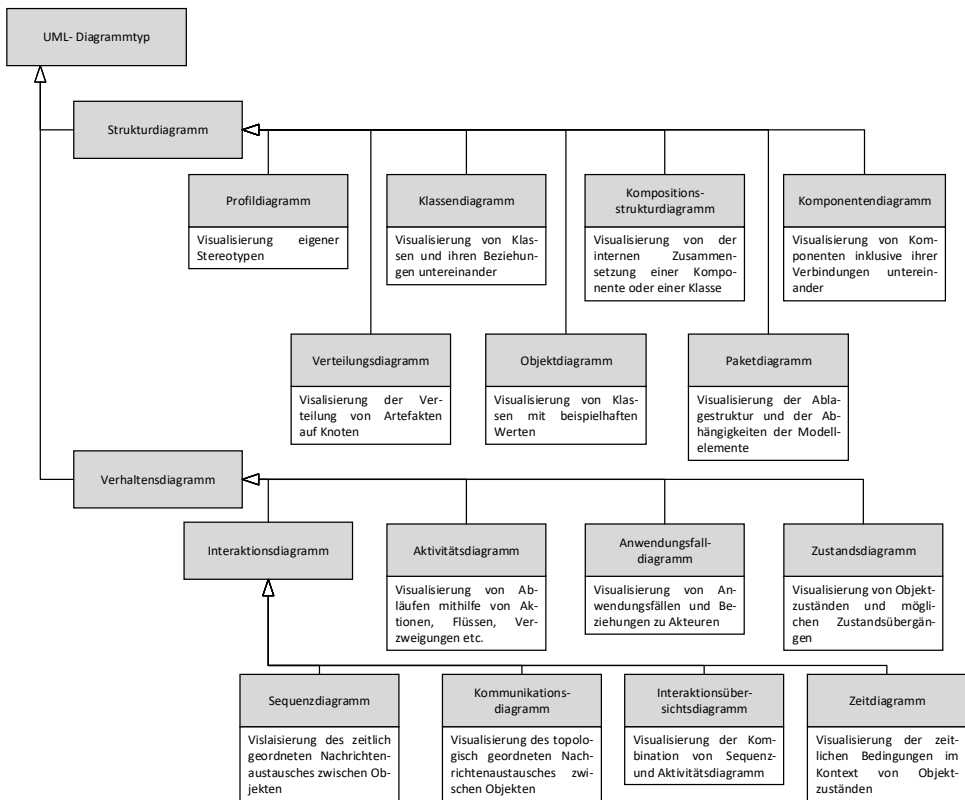 UML- Diagrammtyp
Strukturdiagramm
Profildiagramm
Visualisierung eigener
Stereotypen
Klassendiagramm
Visualisierung von Klas-
sen und ihren Beziehun-
gen untereinander
Kompositions-
strukturdiagramm
Visualisierung von der
internen Zusammen-
setzung einer Kompo-
nente oder einer Klasse
Komponentendiagramm
Visualisierung von Kom-
ponenten inklusive ihrer
Verbindungen unterein-
ander
Verteilungsdiagramm
Visalisierung der Ver-
teilung von Artefakten
auf Knoten
Objektdiagramm
Visualisierung von Klas-
sen mit beispielhaften
Werten
Paketdiagramm
Visualisierung der Abla-
gestruktur und der Ab-
hängigkeiten der Modell-
elemente
Verhaltensdiagramm
Interaktionsdiagramm
Aktivitätsdiagramm
Visualisierung von Ab-
läufen mithilfe von Ak-
tionen, Flüssen, Ver-
zweigungen etc.
Anwendungsfall-
diagramm
Visualisierung von An-
wendungsfällen und Be-
ziehungen zu Akteuren
Zustandsdiagramm
Visualisierung von Objekt-
zuständen und mögli-
chen Zustandsübergän-
gen
Sequenzdiagramm
Vislaisierung des zeitlich
geordneten Nachrichten-
austausches zwischen Ob-
jekten
Kommunikations-
diagramm
Visualisierung des topolo-
gisch geordneten Nach-
richtenaustausches zwi-
schen Objekten
Interaktionsüber-
sichtsdiagramm
Visualisierung der Kom-
bination von Sequenz-
und Aktivitätsdiagramm
Zeitdiagramm
Visualisierung der zeit-
lichen Bedingungen im
Kontext von Objekt-
zuständen